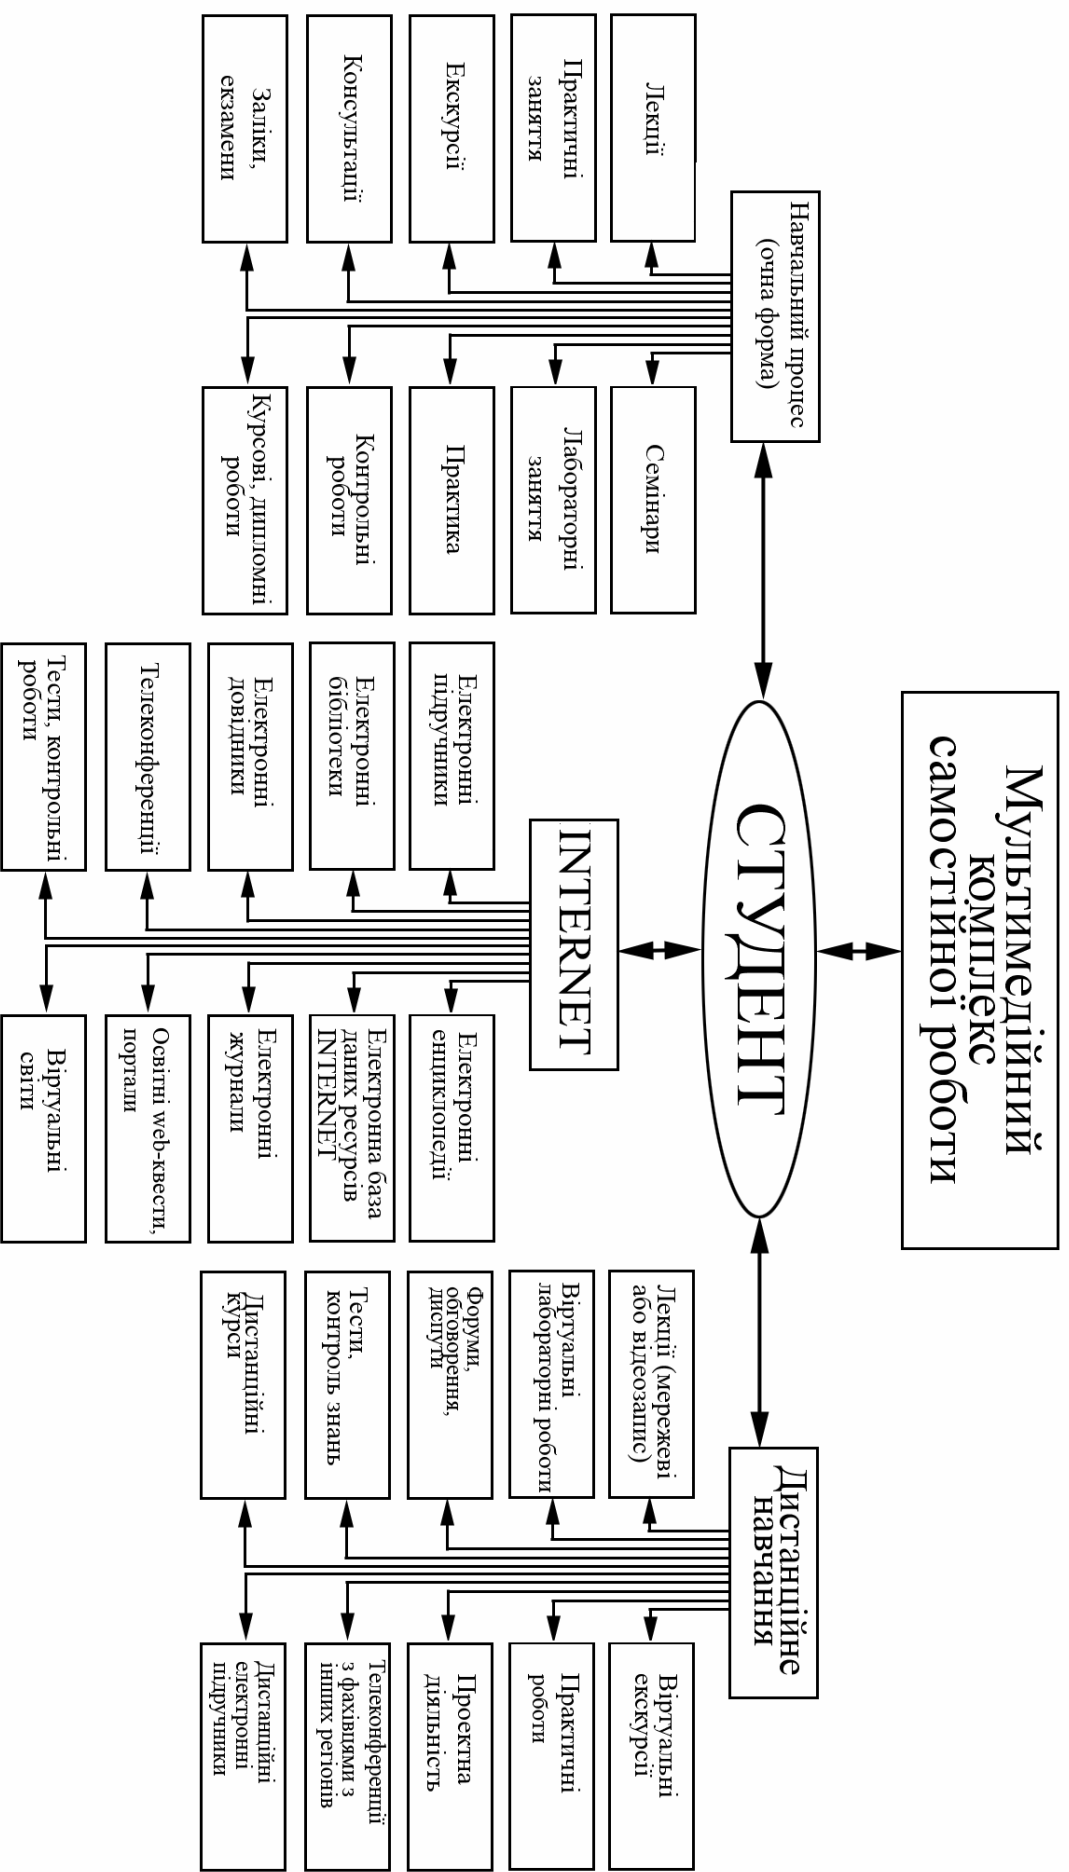 Мультимедійний
комплекс
самостійної роботи
СТУДЕНТ
Навчальний процес
(очна форма)
Лекції
Семінари
Практичні
заняття
Лабораторні
заняття
Екскурсії
Практика
Консультації
Контрольні
роботи
Заліки,
екзамени
Курсові, дипломні
роботи
INTERNET
Електронні
підручники
Електронні
енциклопедії
Електронні
бібліотеки
Електронна база
даних ресурсів
INTERNET
Електронні
довідники
Електронні
журнали
Телеконференції
Освітні web-квести,
портали
Тести, контрольні
роботи
Віртуальні
світи
Дистанційне
навчання
Лекції (мережеві
або відеозапис)
Віртуальні
екскурсії
Віртуальні
лабораторні роботи
Практичні
роботи
Форуми,
обговорення,
диспути
Проектна
діяльність
Тести,
контроль знань
Телеконференції
з фахівцями з
інших регіонів
Дистанційні
курси
Дистанційні
електронні
підручники